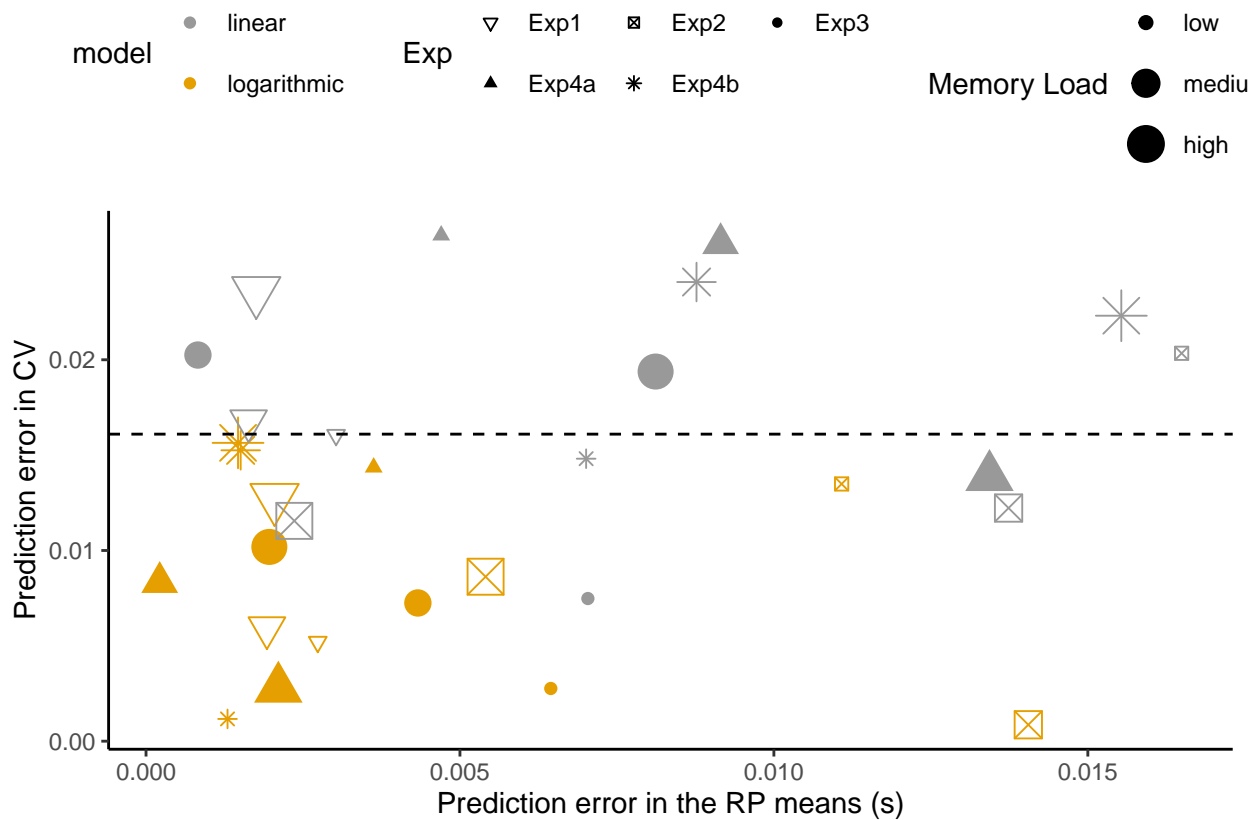 model
linear
logarithmic
Exp
Exp1
Exp2
Exp3
Exp4a
Exp4b
Memory Load
low
mediu
high
Prediction error in CV
0.02
0.01
0.00
0.000
0.005
0.010
0.015
Prediction error in the RP means (s)